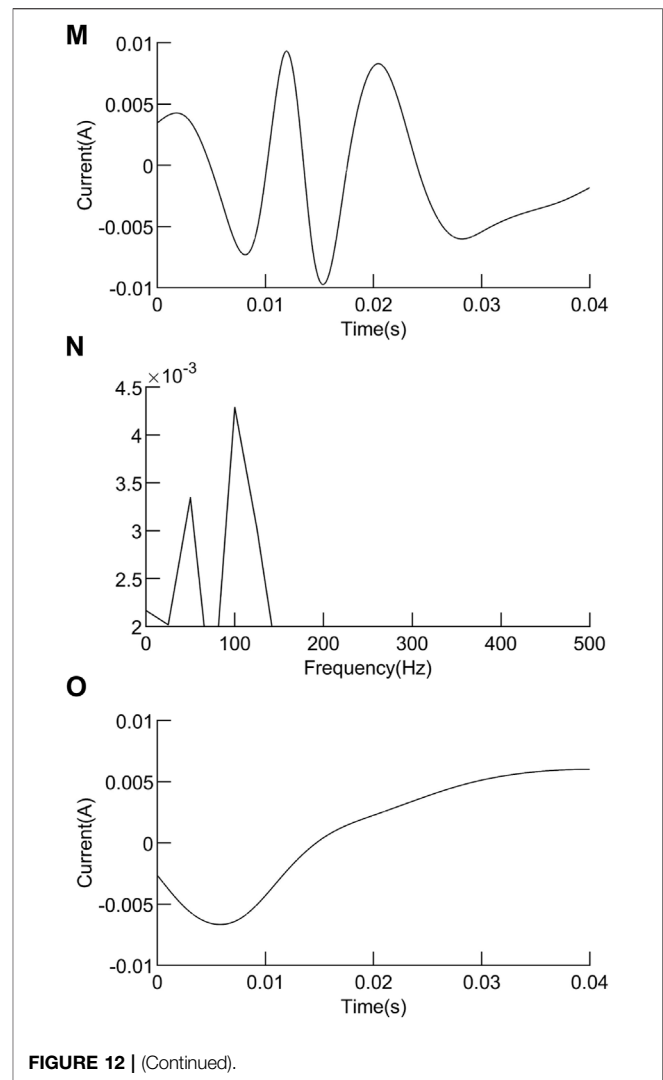 M
0.01
0.005
0
-0.005
-0.01
Current(A)
0 0.01 0.02 0.03 0.04
Time(s)
N
×10-3
4.5
4
3.5
3
2.5
2
0 100 200 300 400 500
Frequency(Hz)
O
0.01
0.005
0
-0.005
-0.01
Current(A)
0 0.01 0.02 0.03 0.04
Time(s)
FIGURE 12 | (Continued).